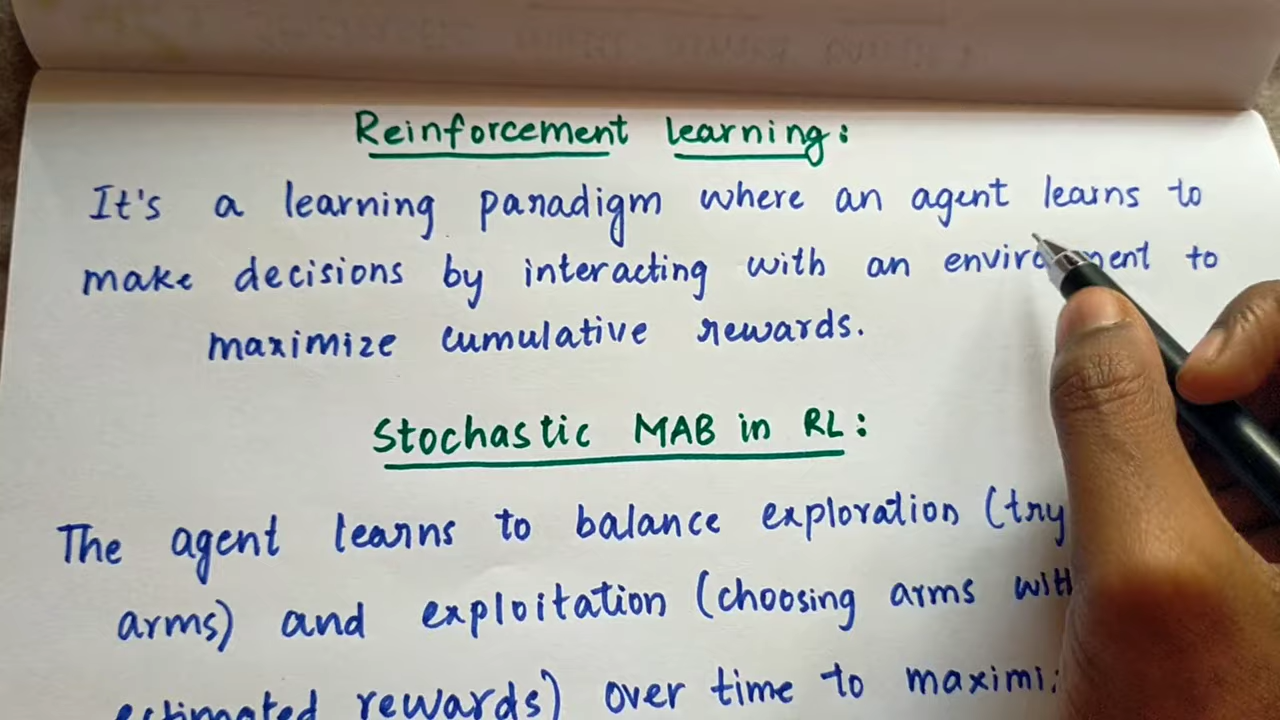 Reinforcement Learning:
It's a learning paradigm where an agent learns to
make decisions by interacting with an to
maximize cumulative rewards.
Stochastic MAB in RL:
The agent learns to balance exploration (try
arms) and exploitation (choosing arms
estimated rewards) over time to